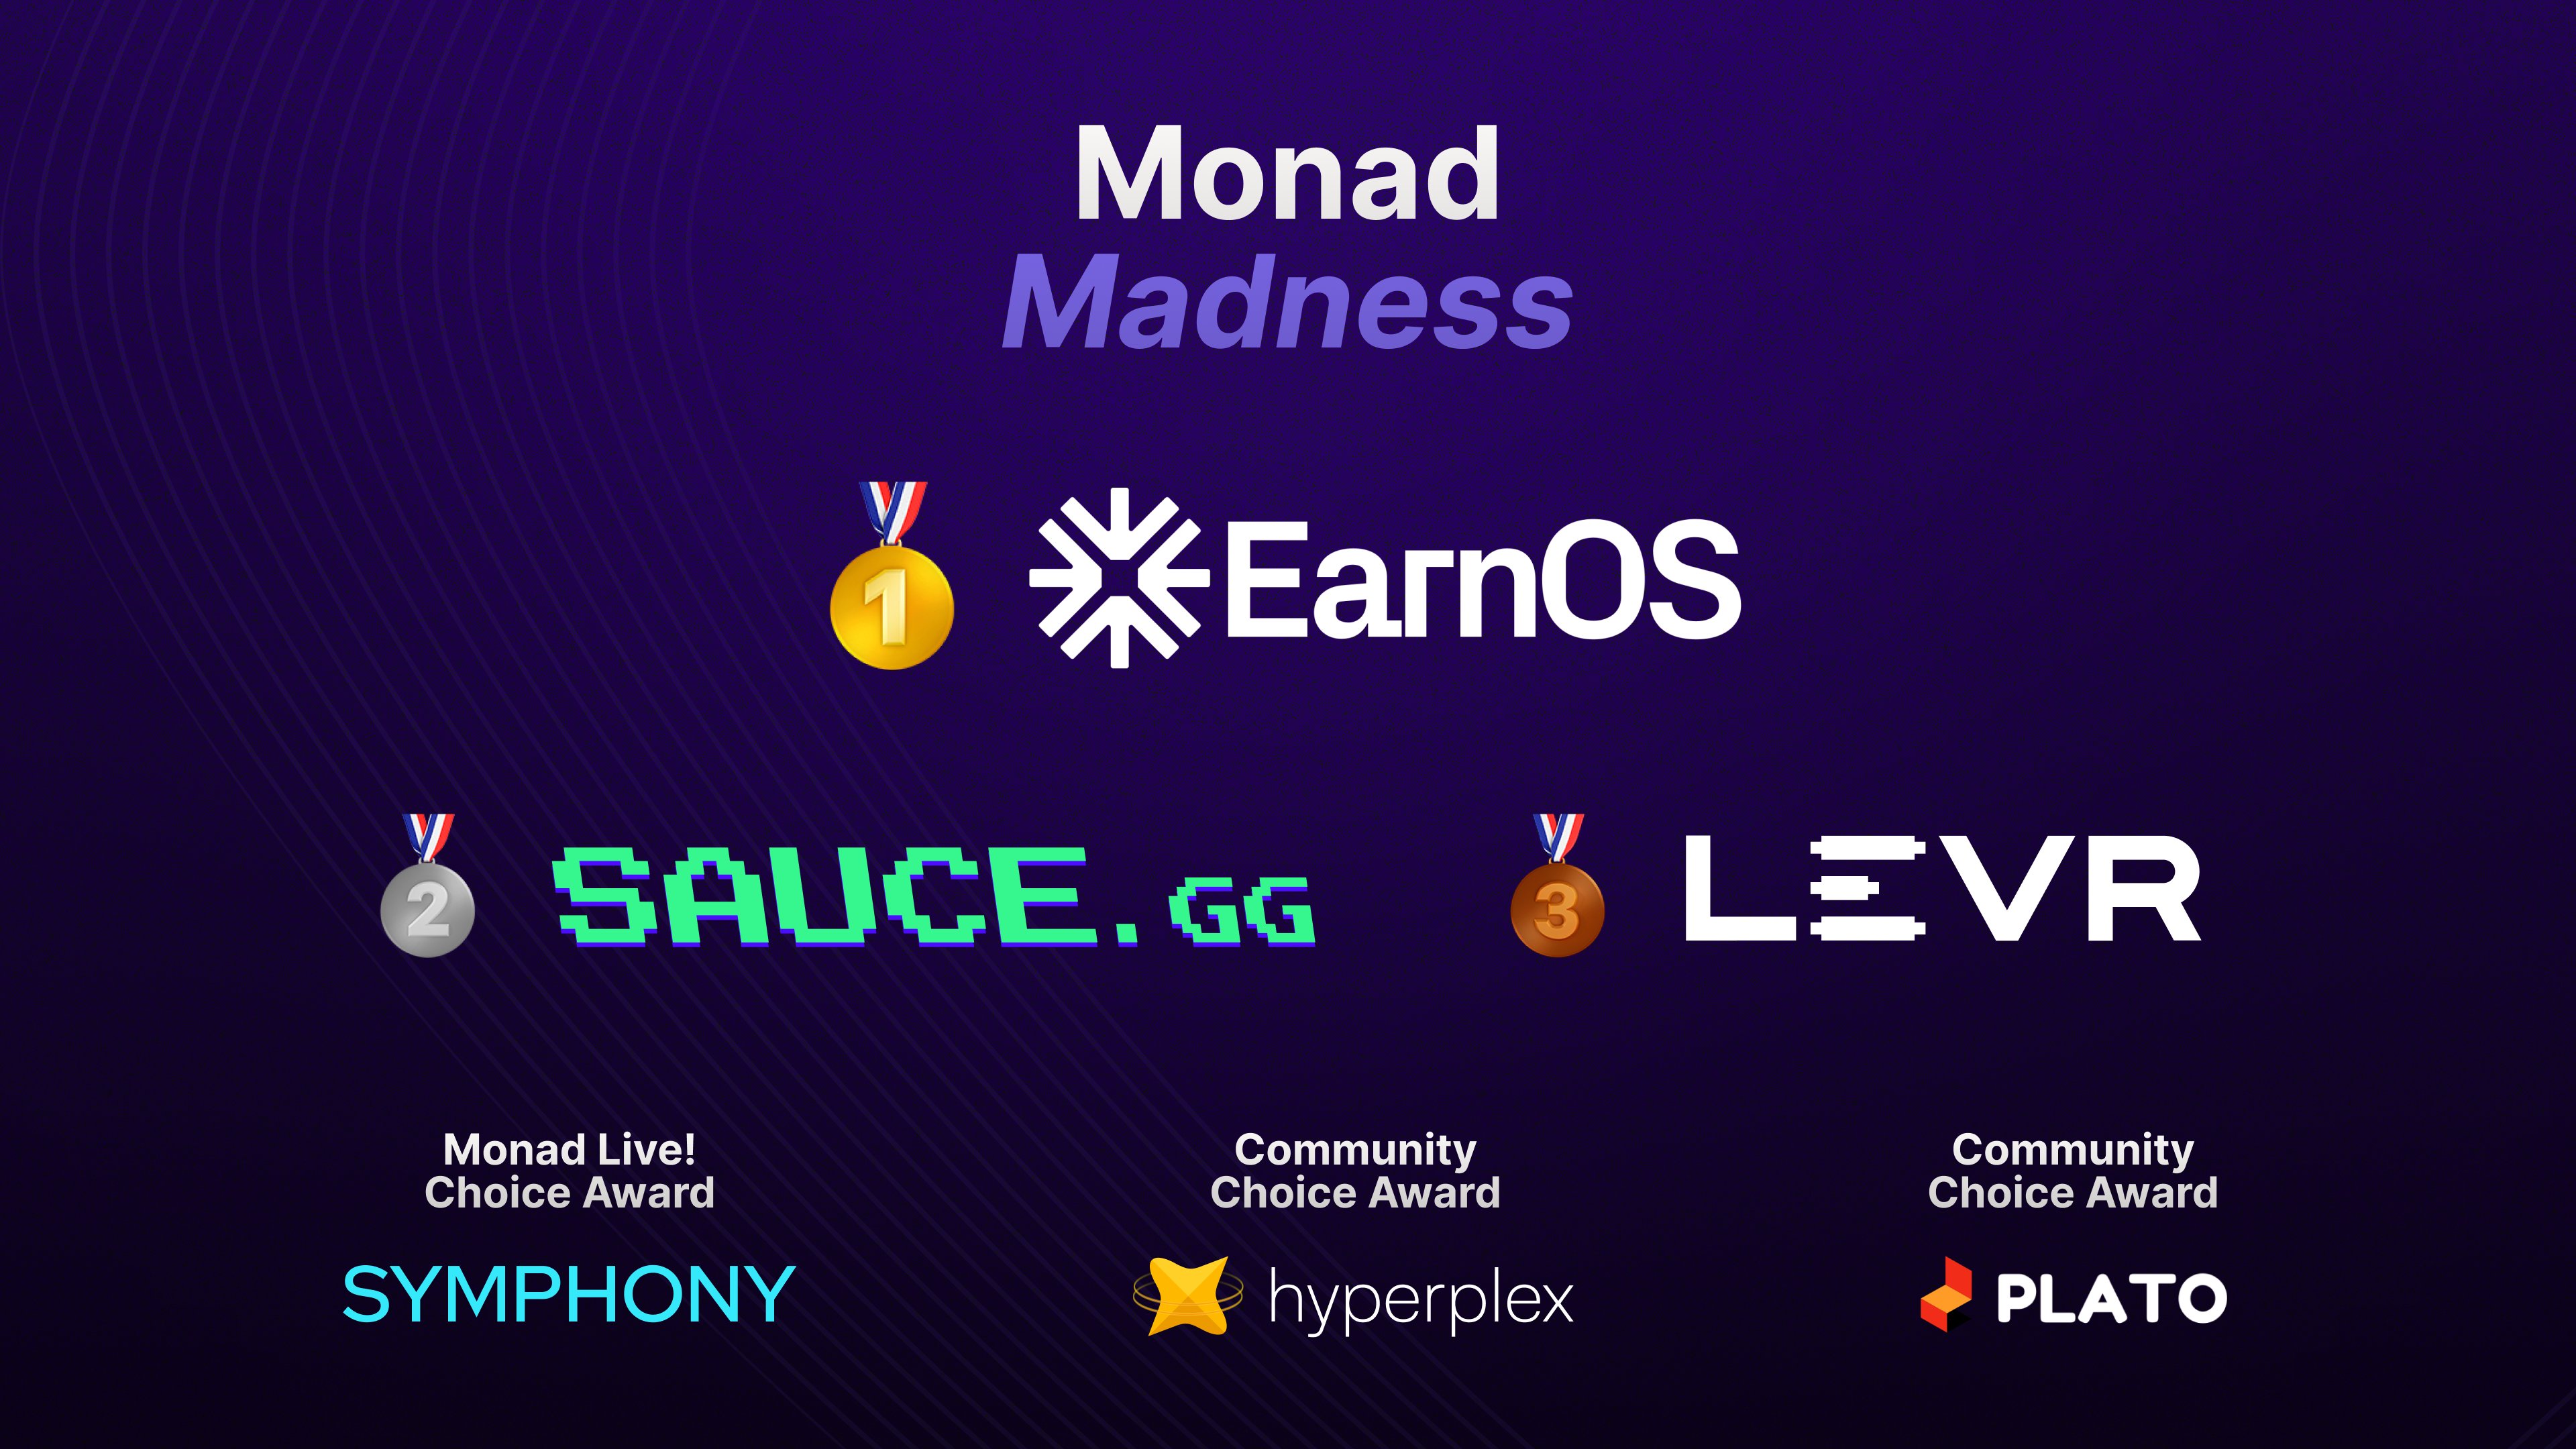 Monad
Madness
1 EarnOS
2 SAUCE.GG
3 LEVR
Monad Live!
Choice Award
SYMPHONY
Community
Choice Award
hyperplex
Community
Choice Award
PLATO